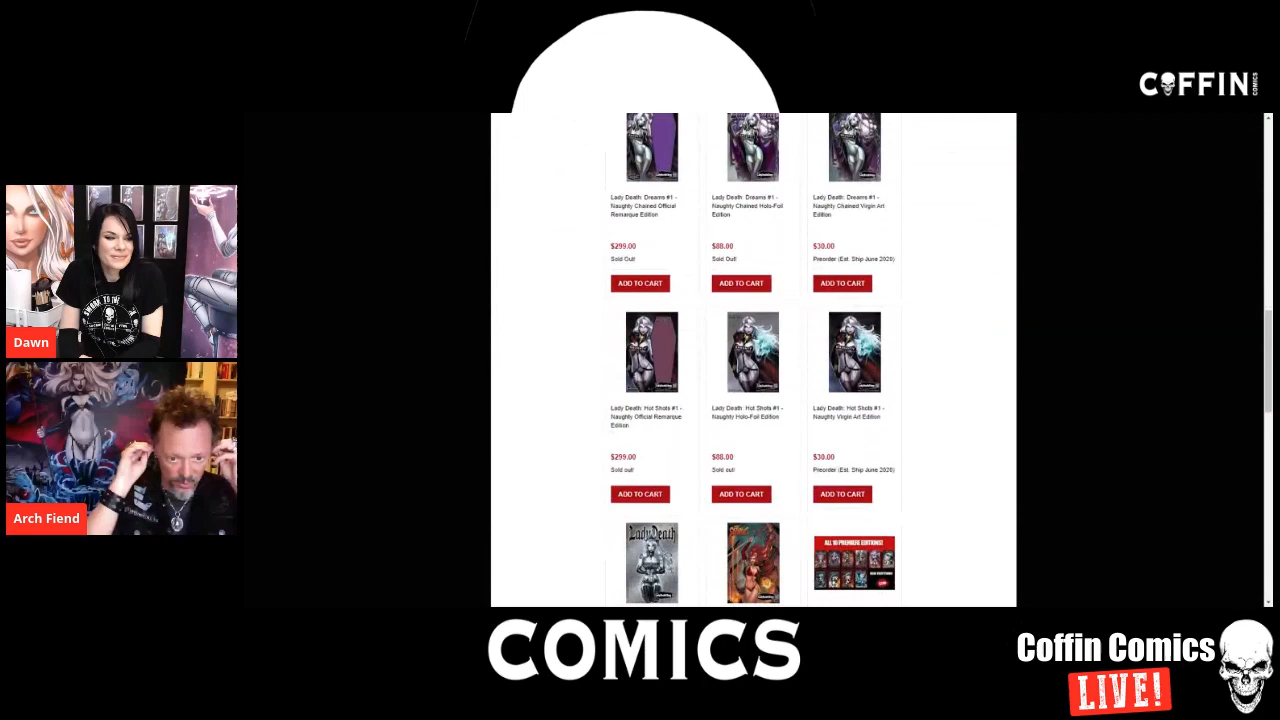 COFFIN
COMICS
Lady Death: Dreams #1 -
Naughty Chained Official
Remarque Edition
Lady Death: Dreams #1 -
Naughty Chained Holo-Foil
Edition
Lady Death: Dreams #1 -
Naughty Chained Virgin Art
Edition
$299.00
$88.00
$30.00
Sold Out!
Sold Out!
Preorder (Est. Ship June 2020)
ADD TO CART
ADD TO CART
ADD TO CART
Dawn
Lady Death: Hot Shots #1 -
Naughty Official Remarque
Edition
Lady Death: Hot Shots #1 -
Naughty Holo-Foil Edition
Lady Death: Hot Shots #1 -
Naughty Virgin Art Edition
$299.00
$88.00
$30.00
Sold out!
Sold out!
Preorder (Est. Ship June 2020)
ADD TO CART
ADD TO CART
ADD TO CART
Arch Fiend
Lady Death
ALL 10 PREMIERE EDITIONS!
COMICS
Coffin Comics
LIVE!